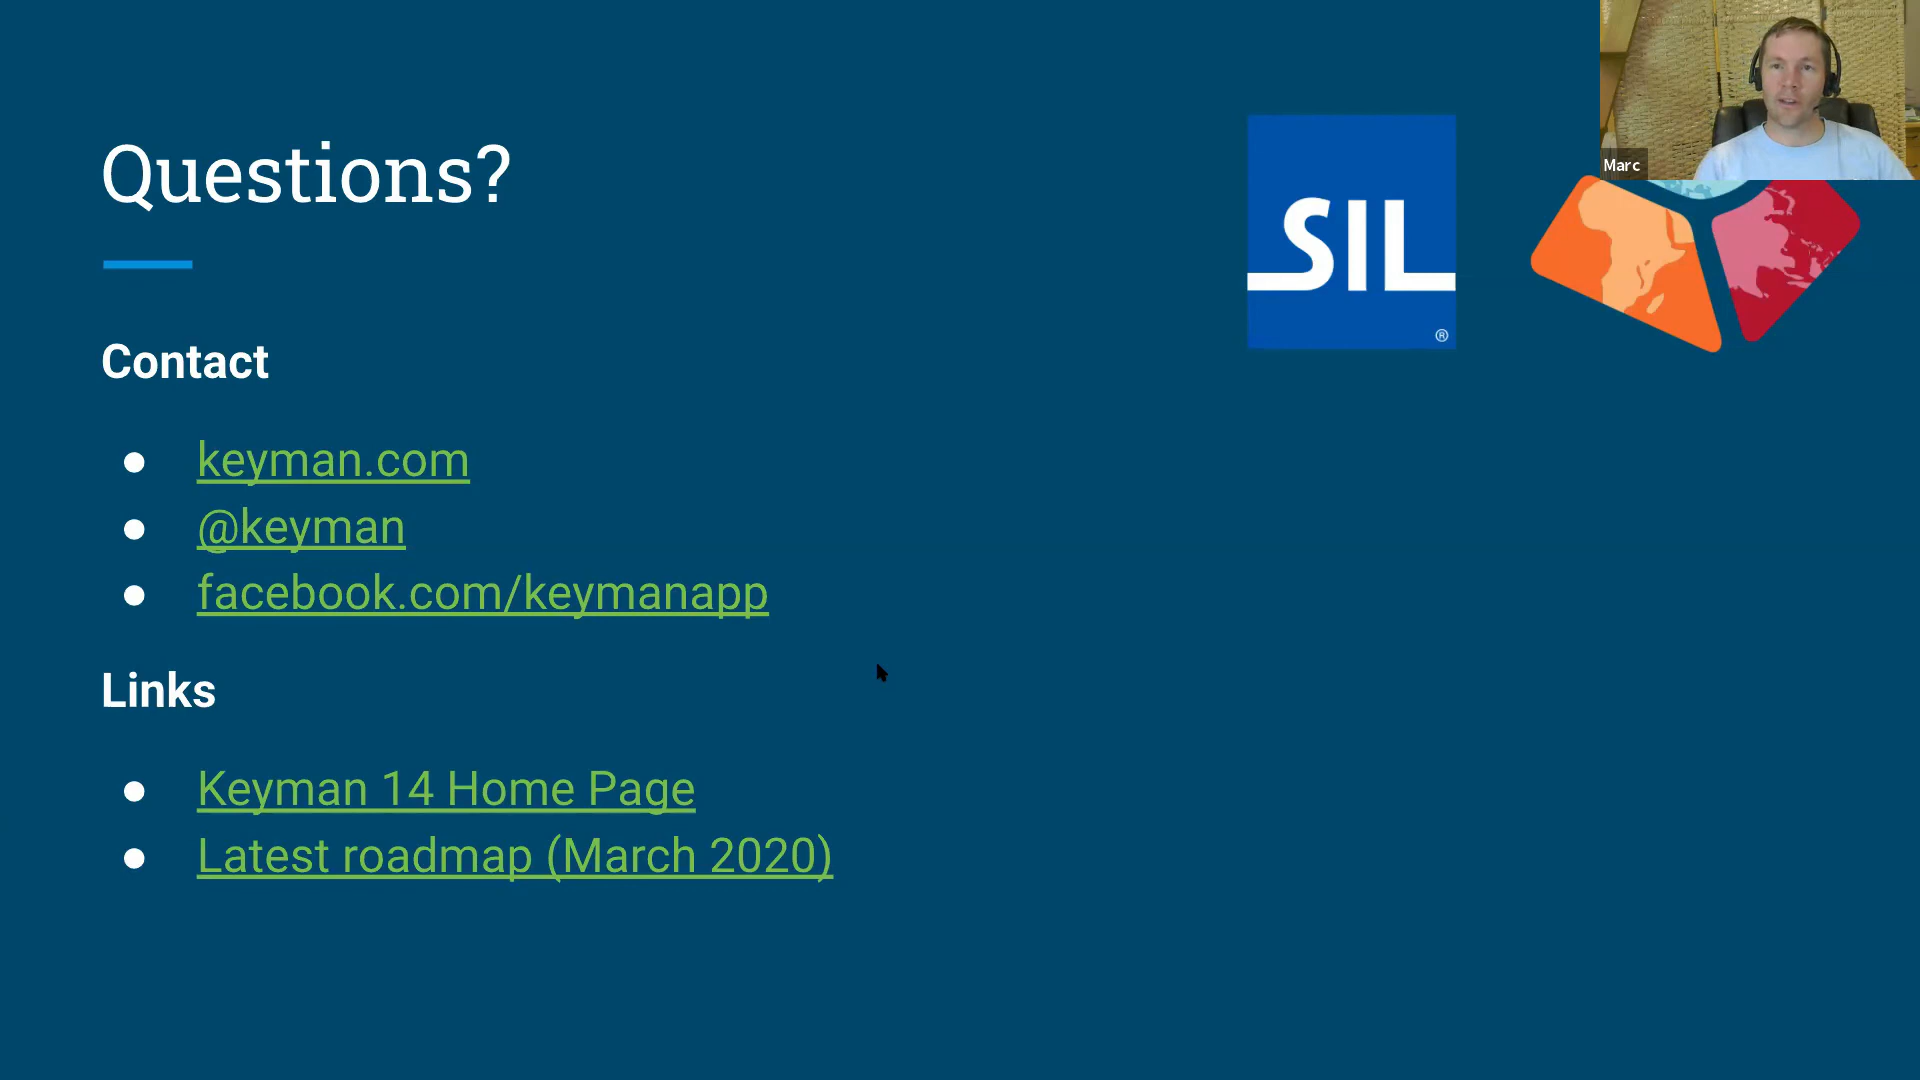 Questions?
SIL
®
Marc
Contact
keyman.com
@keyman
facebook.com/keymanapp
Links
Keyman 14 Home Page
Latest roadmap (March 2020)